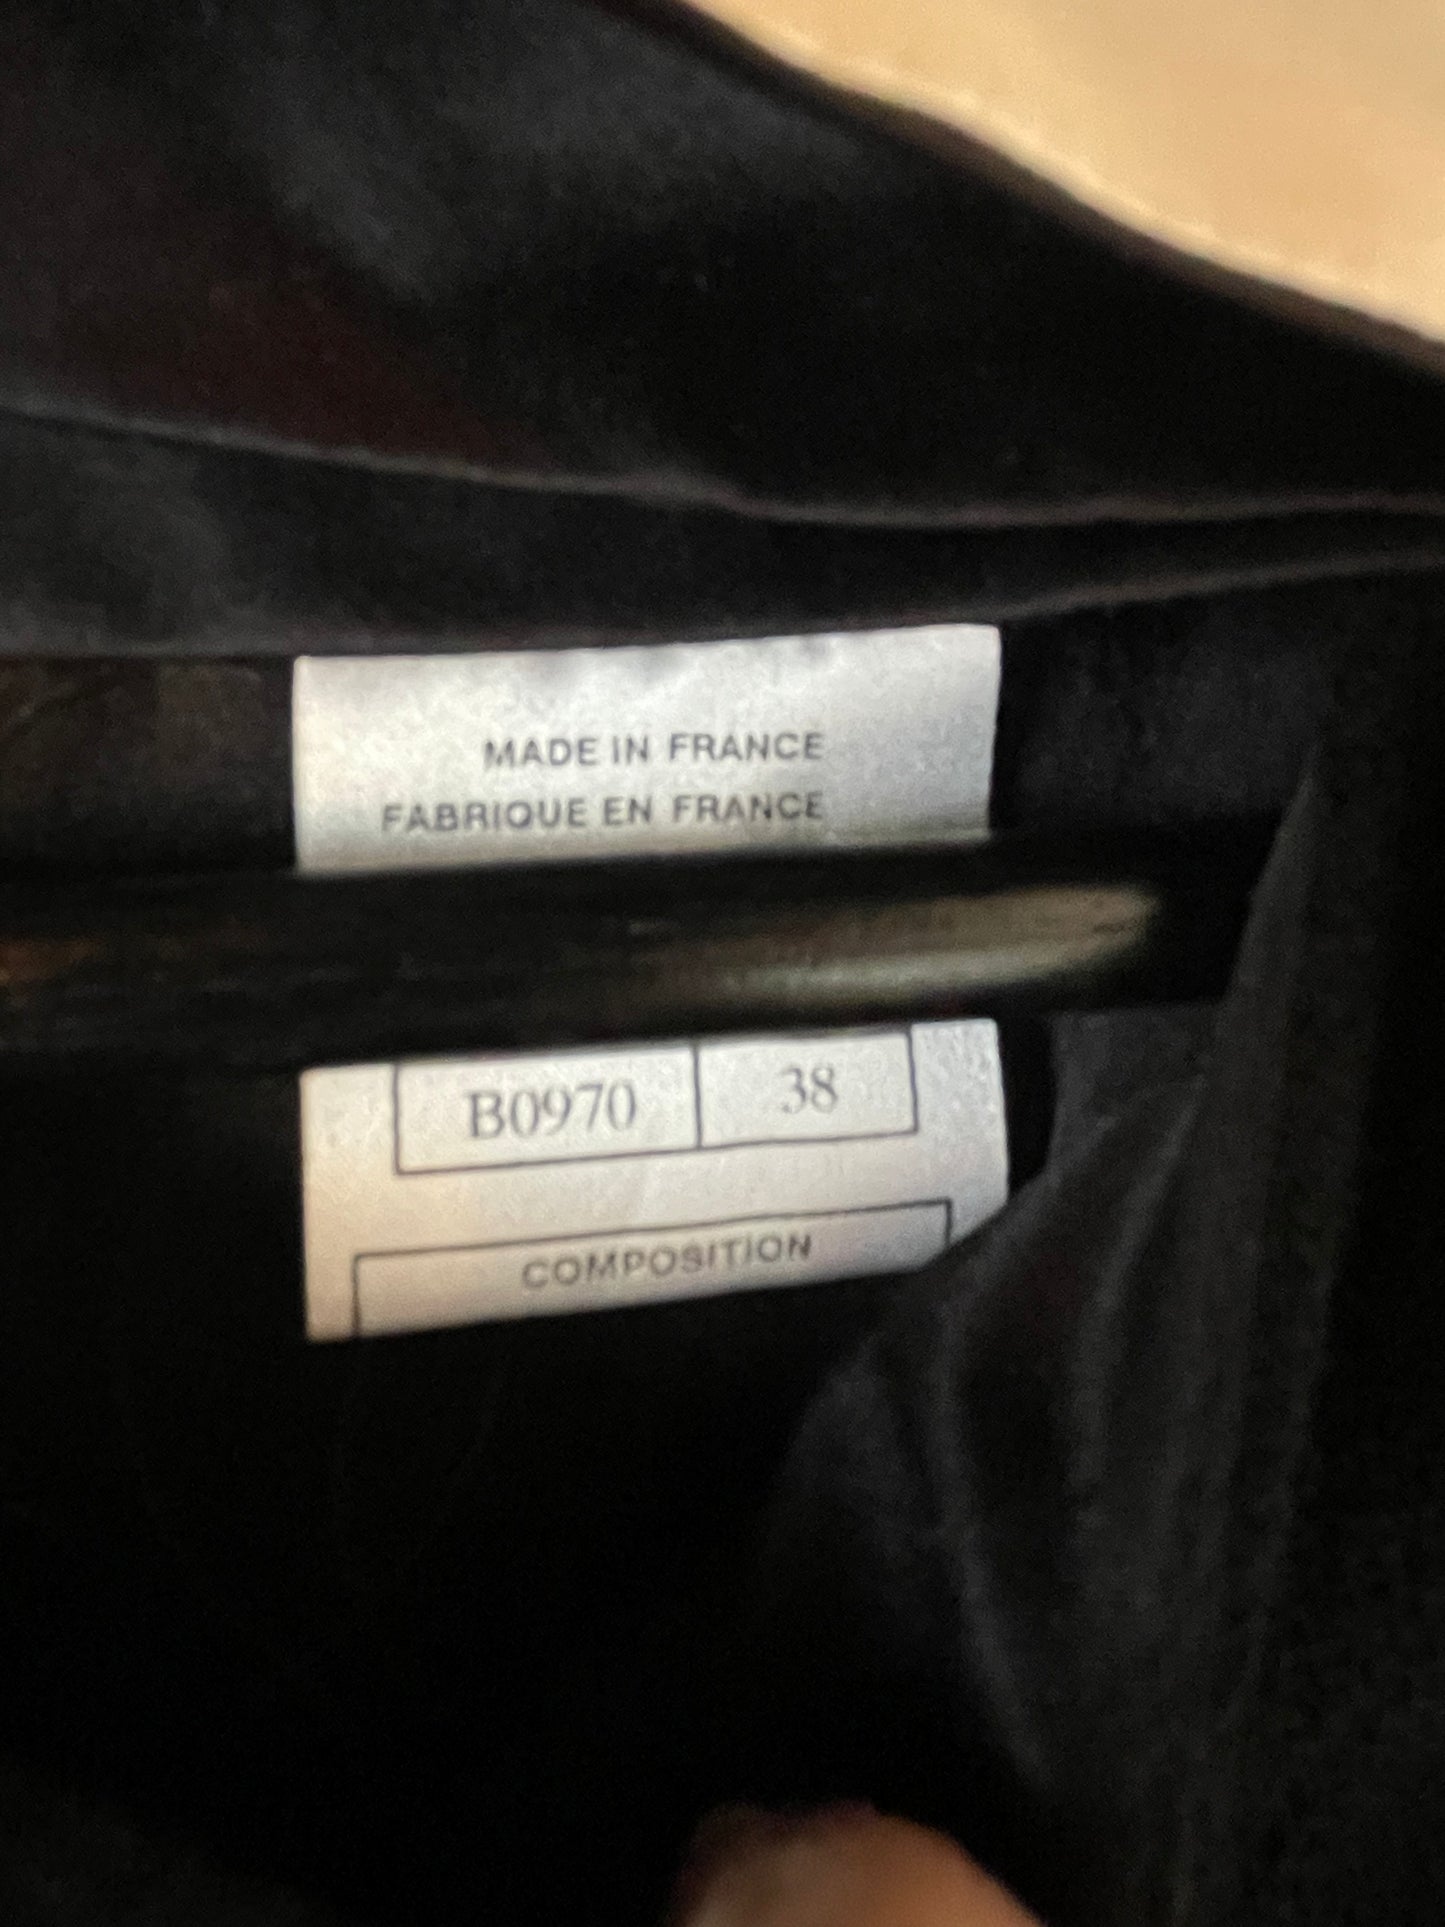 MADE IN FRANCE
FABRIQUE EN FRANCE
B0970 38
COMPOSITION